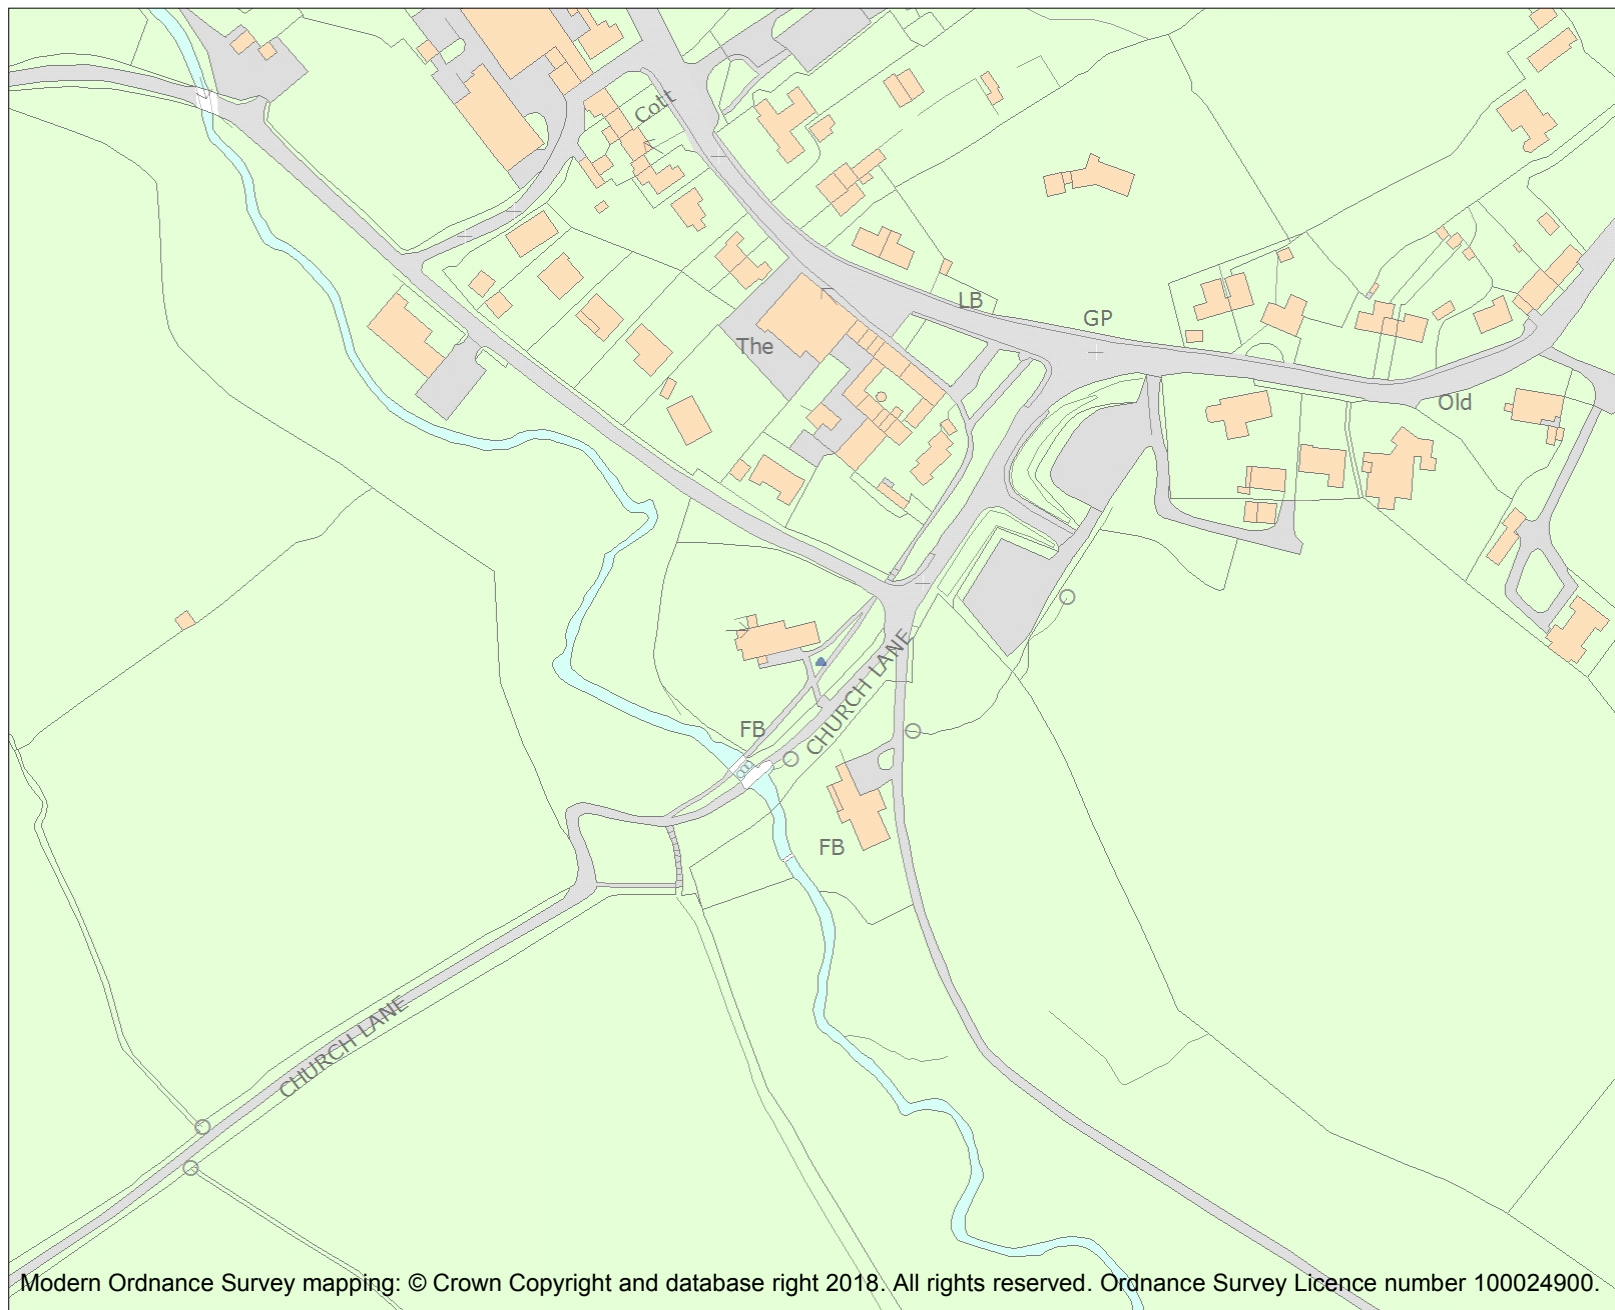 Cott
LB
GP
The
Old
CHURCH LANE
FB
FB
CHURCH LANE
Modern Ordnance Survey mapping: © Crown Copyright and database right 2018. All rights reserved. Ordnance Survey Licence number 100024900.